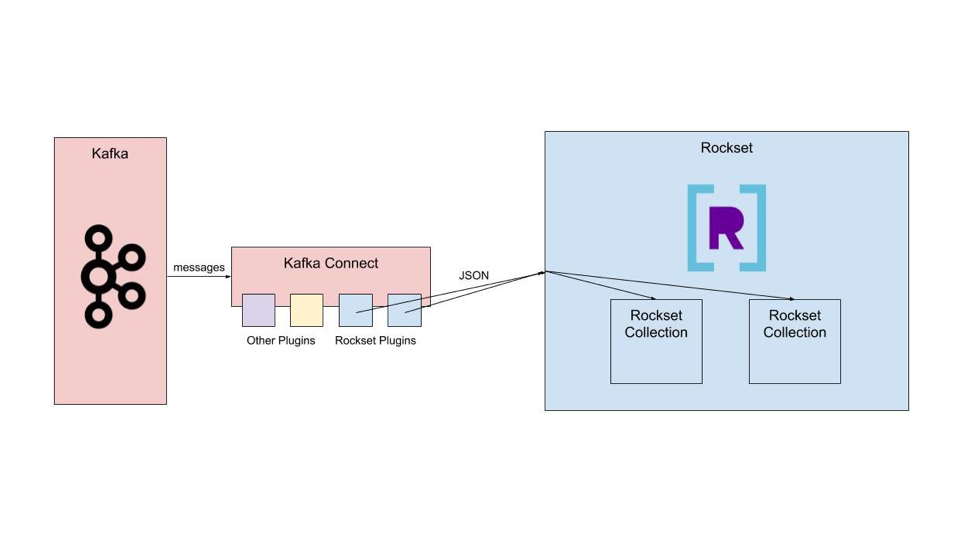 Kafka
messages
Kafka Connect
Other Plugins
Rockset Plugins
JSON
Rockset
R
Rockset
Collection
Rockset
Collection